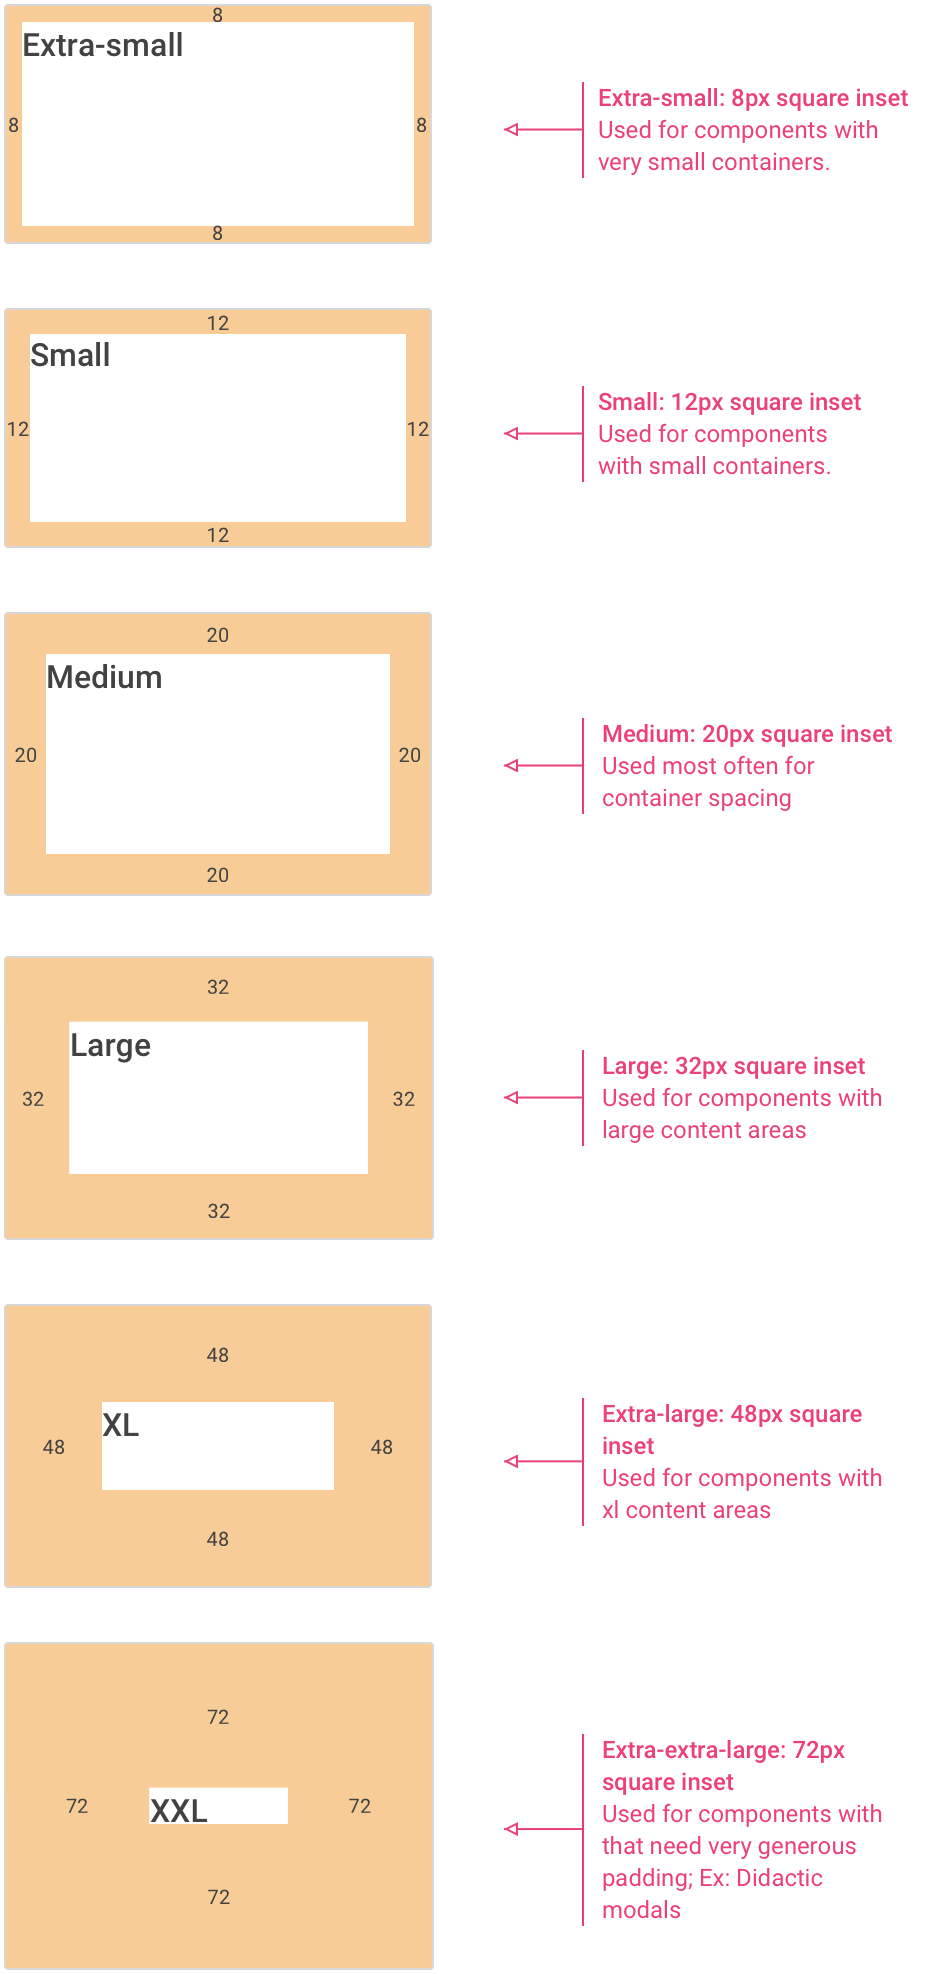 8
Extra-small
8
8
8
Extra-small: 8px square inset
Used for components with
very small containers.
12
Small
12
12
12
Small: 12px square inset
Used for components
with small containers.
20
Medium
20
20
20
Medium: 20px square inset
Used most often for
container spacing
32
Large
32
32
32
Large: 32px square inset
Used for components with
large content areas
48
XL
48
48
48
Extra-large: 48px square
inset
Used for components with
xl content areas
72
72
XXL
72
72
Extra-extra-large: 72px
square inset
Used for components with
that need very generous
padding; Ex: Didactic
modals